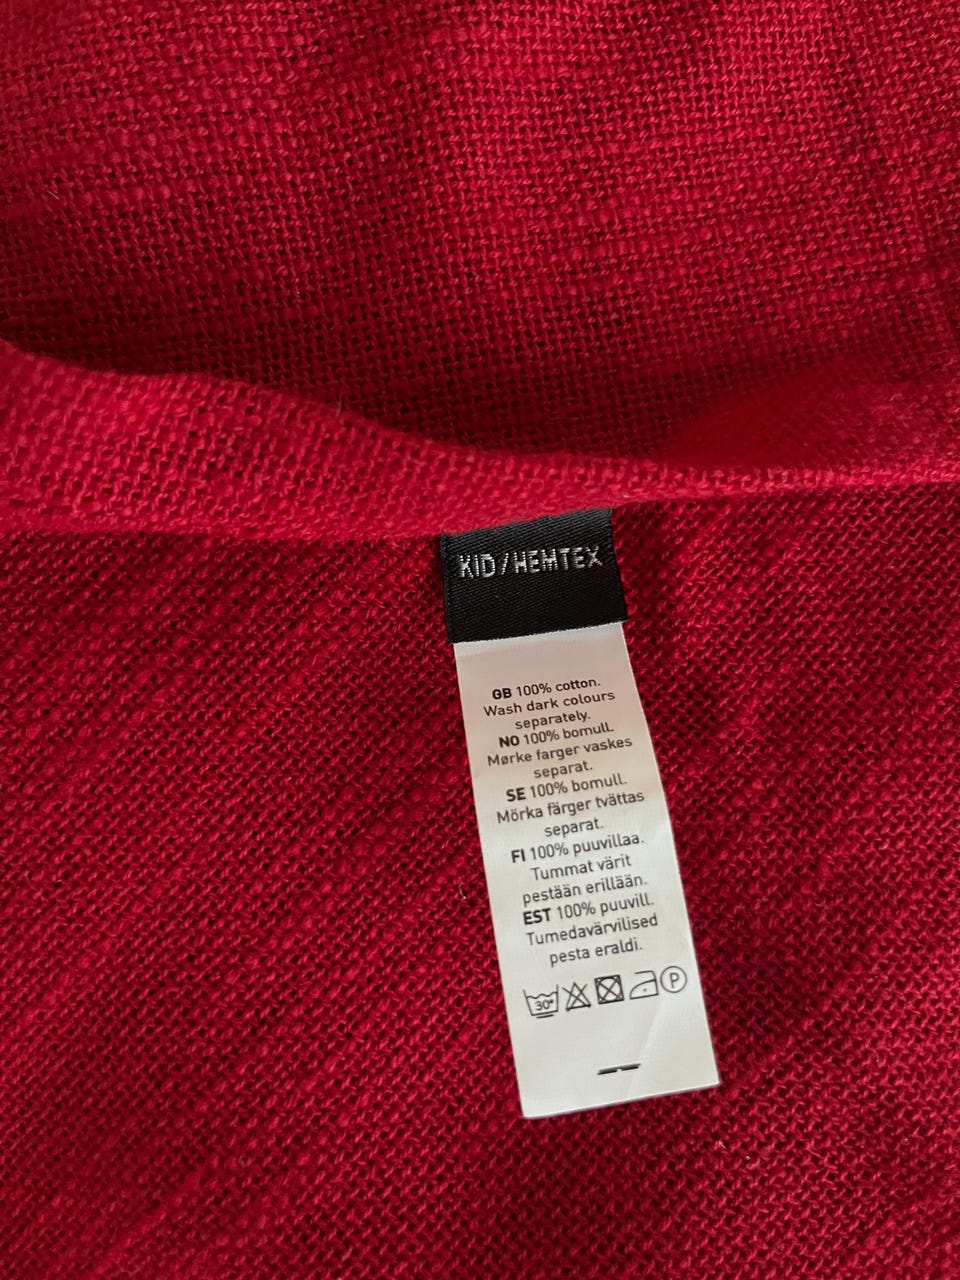 KID/HEMTEX
GB 100% cotton.
Wash dark colours
separately.
NO 100% bomull.
Mørke farger vaskes
separat.
SE 100% bomull.
Mörka färger tvättas
separat.
FI 100% puuvillaa.
Tummat värit
pestään erillään.
EST 100% puuvill.
Tumedavärvilised
pesta eraldi.
30° P